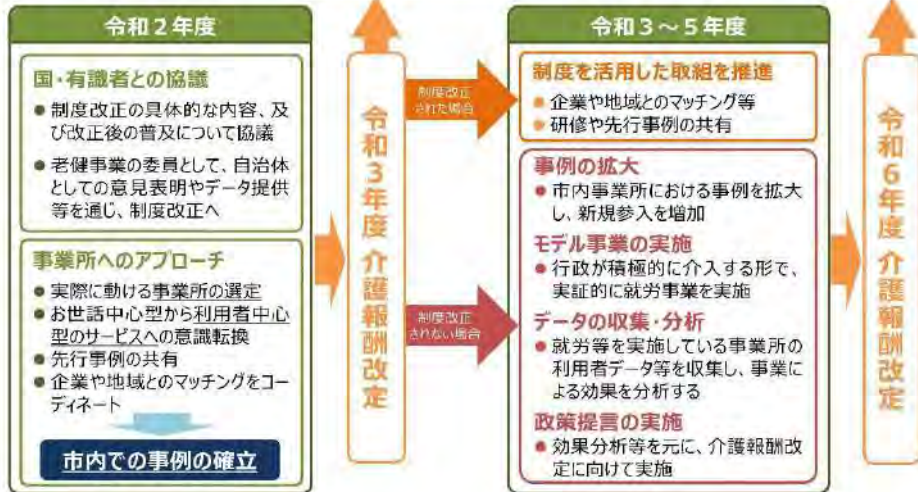 令和２年度
国・有識者との協議
● 制度改正の具体的な内容、及
び改正後の普及について協議
● 老健事業の委員として、自治体
としての意見表明やデータ提供
等を通じ、制度改正へ
事業所へのアプローチ
● 実際に動ける事業所の選定
● お世話中心型から利用者中心
型のサービスへの意識転換
● 先行事例の共有
● 企業や地域とのマッチングをコー
ディネート
市内での事例の確立
令和３年度 介護報酬改定
制度改正
された場合
制度改正
されない場合
令和３～５年度
制度を活用した取組を推進
● 企業や地域とのマッチング等
● 研修や先行事例の共有
事例の拡大
● 市内事業所における事例を拡大
し、新規参入を増加
モデル事業の実施
● 行政が積極的に介入する形で、
実証的に就労事業を実施
データの収集・分析
● 就労等を実施している事業所の
利用者データ等を収集し、事業に
よる効果を分析する
政策提言の実施
● 効果分析等を元に、介護報酬改
定に向けて実施
令和６年度 介護報酬改定